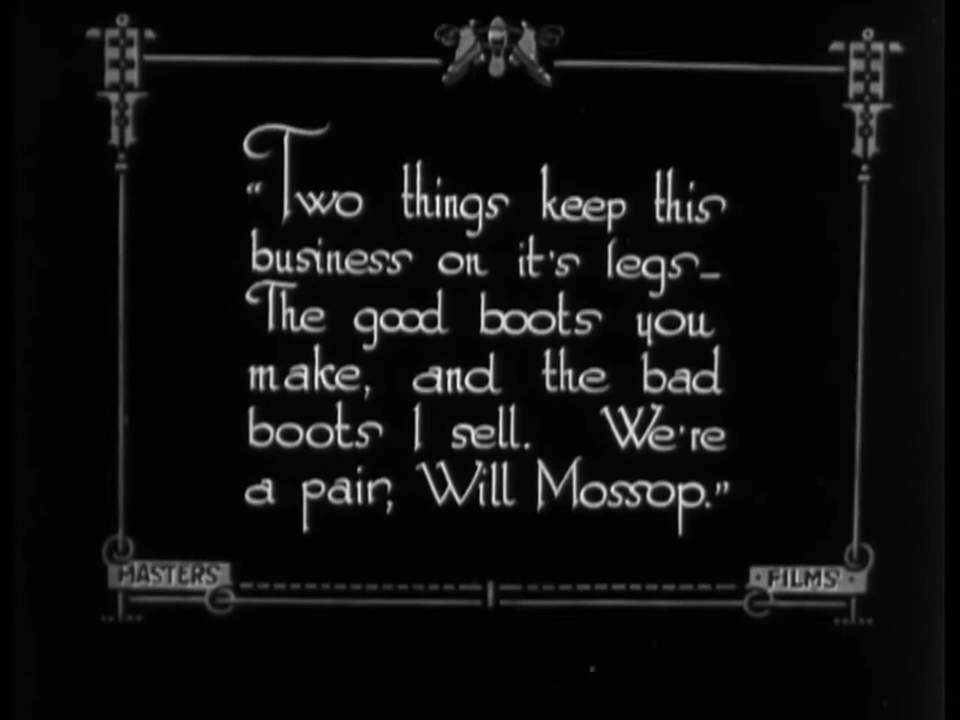 “Two things keep this
business on it's legs–
The good boots you
make, and the bad
boots I sell. We're
a pair, Will Mossop.”
MASTERS FILMS